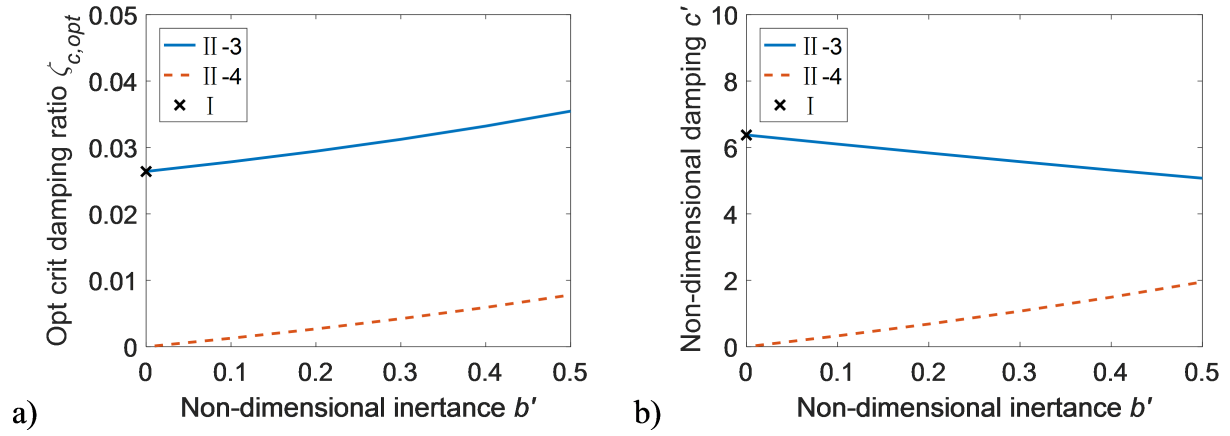 0.05
0.04
0.03
0.02
0.01
0
Opt crit damping ratio ζc,opt
Ⅱ-3
Ⅱ-4
Ⅰ
0 0.1 0.2 0.3 0.4 0.5
Non-dimensional inertance b'
a)
10
8
6
4
2
0
Non-dimensional damping c'
Ⅱ-3
Ⅱ-4
Ⅰ
0 0.1 0.2 0.3 0.4 0.5
Non-dimensional inertance b'
b)